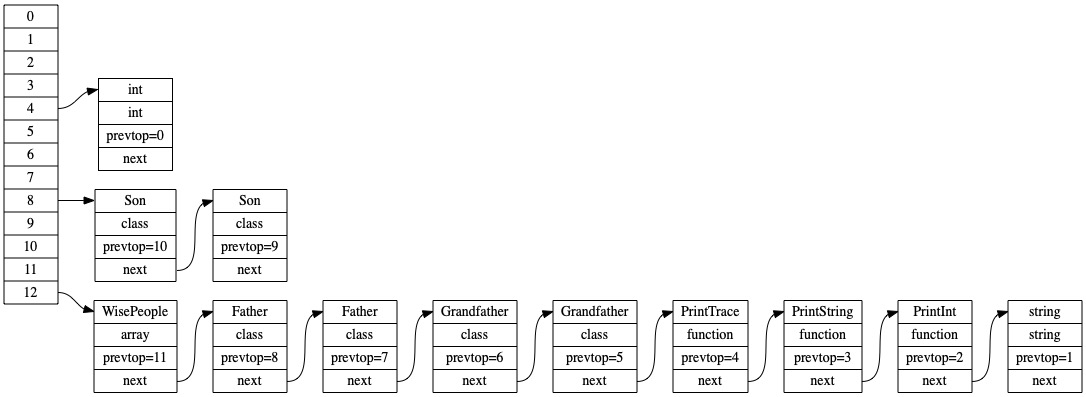 0
1
2
3
4
5
6
7
8
9
10
11
12
int
int
prevtop=0
next
Son
class
prevtop=10
next
Son
class
prevtop=9
next
WisePeople
array
prevtop=11
next
Father
class
prevtop=8
next
Father
class
prevtop=7
next
Grandfather
class
prevtop=6
next
Grandfather
class
prevtop=5
next
PrintTrace
function
prevtop=4
next
PrintString
function
prevtop=3
next
PrintInt
function
prevtop=2
next
string
string
prevtop=1
next